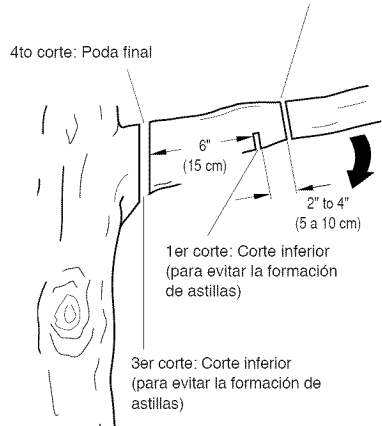 4to corte: Poda final
6"
(15 cm)
2" to 4"
(5 a 10 cm)
1er corte: Corte inferior
(para evitar la formación
de astillas)
3er corte: Corte inferior
(para evitar la formación de
astillas)